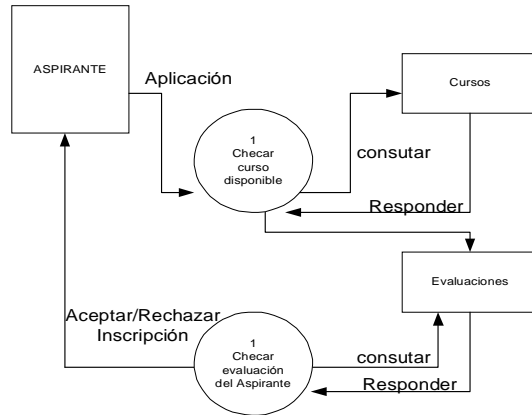 ASPIRANTE
Aplicación
Cursos
1
Checar
curso
disponible
consutar
Responder
Evaluaciones
Aceptar/Rechazar
Inscripción
1
Checar
evaluación
del Aspirante
consutar
Responder